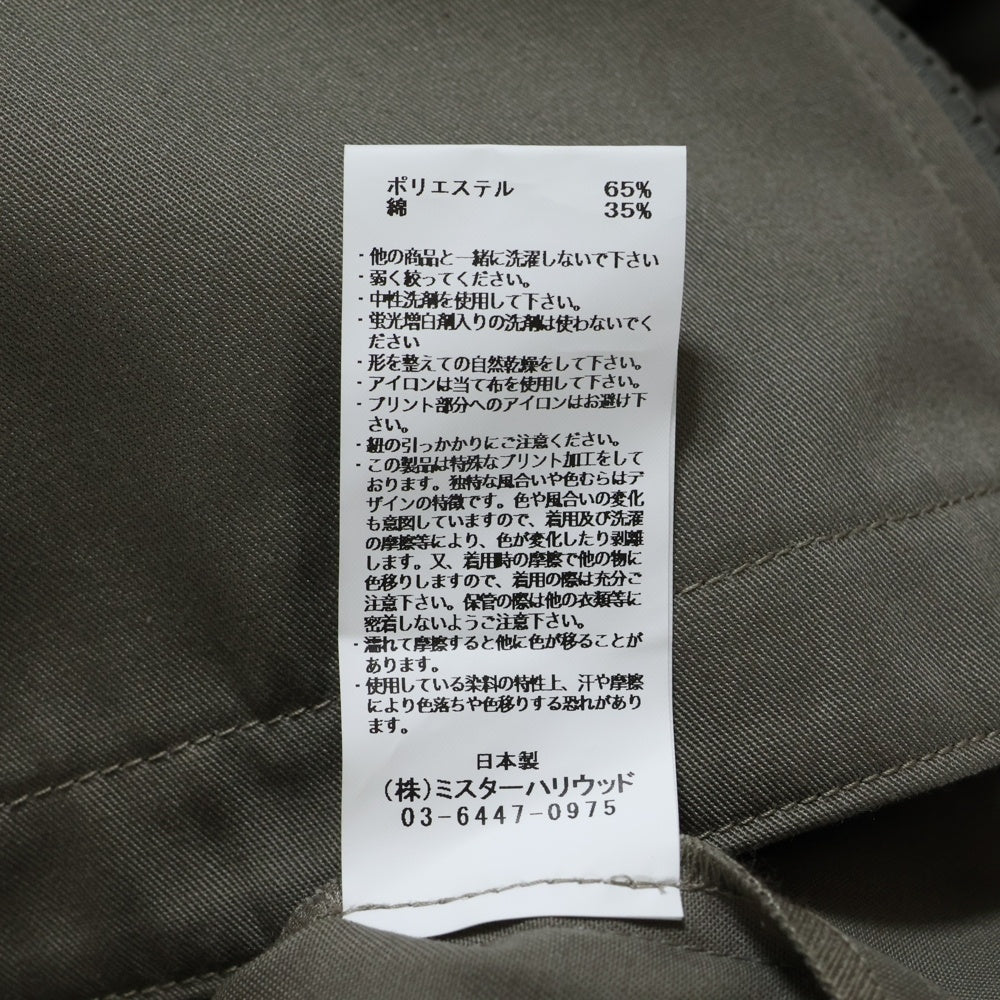 ポリエステル 65%
綿 35%
・他の商品と一緒に洗濯しないで下さい
・弱く絞ってください。
・中性洗剤を使用して下さい。
・蛍光増白剤入りの洗剤は使わないでく
ださい
・形を整えての自然乾燥をして下さい。
・アイロンは当て布を使用して下さい。
・プリント部分へのアイロンはお避け下
さい。
・紐の引っかかりにご注意ください。
・この製品は特殊なプリント加工をして
おります。独特な風合いや色むらはデ
ザインの特徴です。色や風合いの変化
も意図していますので、着用及び洗濯
の摩擦等により、色が変化したり剥離
します。又、着用時の摩擦で他の物に
色移りしますので、着用の際は充分ご
注意下さい。保管の際は他の衣類等に
密着しないようご注意下さい。
・濡れて摩擦すると他に色が移ることが
あります。
・使用している染料の特性上、汗や摩擦
により色落ちや色移りする恐れがあり
ます。
日本製
(株)ミスターハリウッド
03-6447-0975